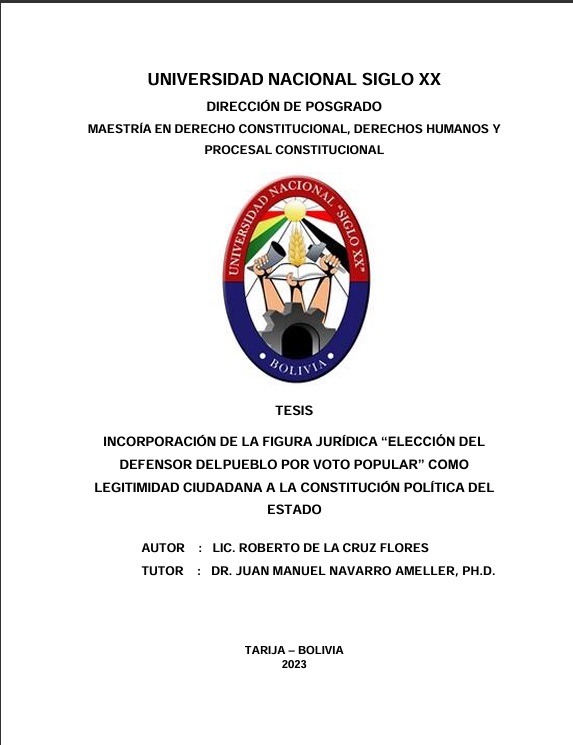 UNIVERSIDAD NACIONAL SIGLO XX
DIRECCIÓN DE POSGRADO
MAESTRÍA EN DERECHO CONSTITUCIONAL, DERECHOS HUMANOS Y
PROCESAL CONSTITUCIONAL
UNIVERSIDAD NACIONAL "SIGLO XX"
BOLIVIA
TESIS
INCORPORACIÓN DE LA FIGURA JURÍDICA “ELECCIÓN DEL
DEFENSOR DELPUEBLO POR VOTO POPULAR” COMO
LEGITIMIDAD CIUDADANA A LA CONSTITUCIÓN POLÍTICA DEL
ESTADO
AUTOR : LIC. ROBERTO DE LA CRUZ FLORES
TUTOR : DR. JUAN MANUEL NAVARRO AMELLER, PH.D.
TARIJA – BOLIVIA
2023